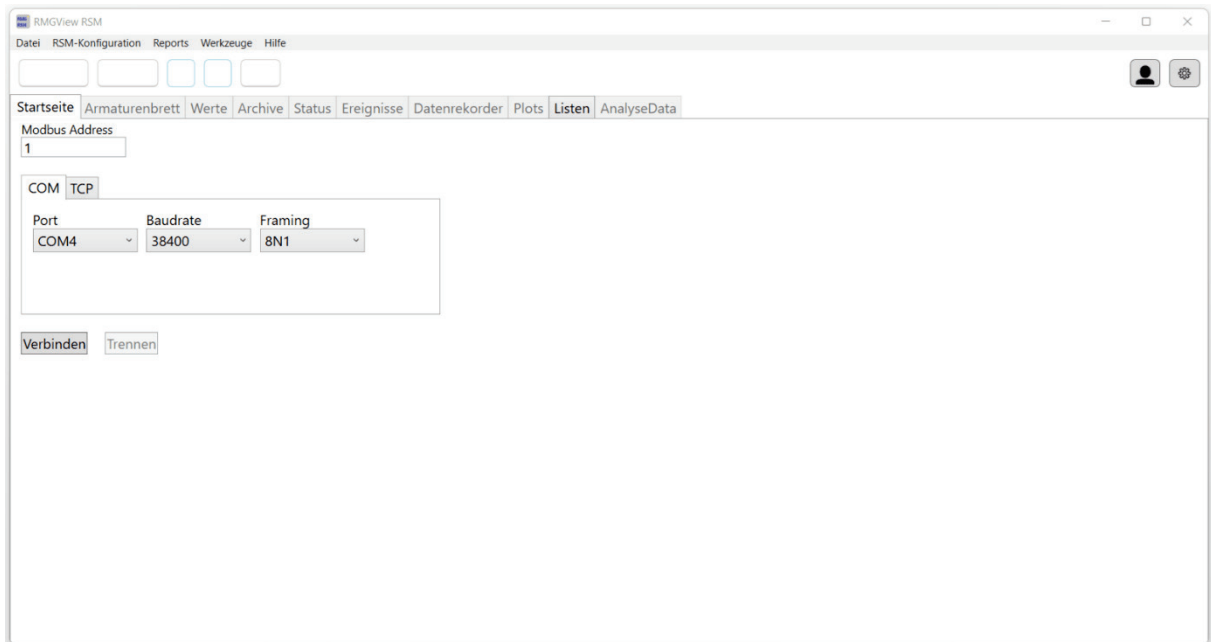 RMGView RSM
Datei RSM-Konfiguration Reports Werkzeuge Hilfe
Startseite Armaturenbrett Werte Archive Status Ereignisse Datenrekorder Plots Listen AnalyseData
Modbus Address
1
COM TCP
Port Baudrate Framing
COM4 38400 8N1
Verbinden Trennen